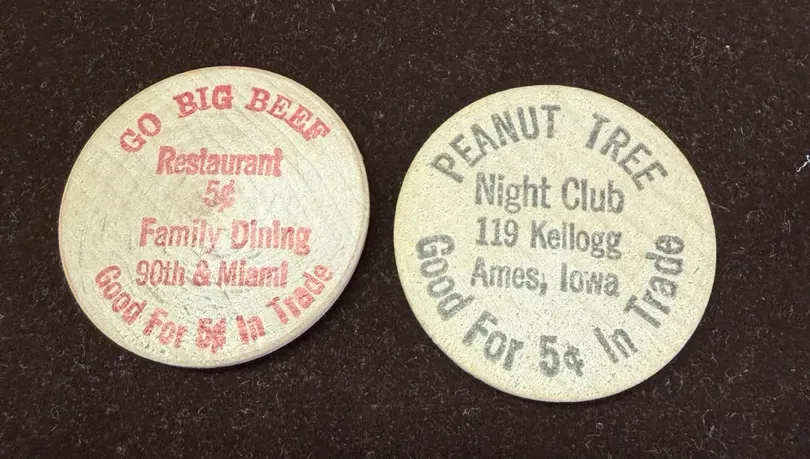 GO BIG BEEF
Restaurant
5¢
Family Dining
90th & Miami
Good For 5¢ In Trade
PEANUT TREE
Night Club
119 Kellogg
Ames, Iowa
Good For 5¢ In Trade